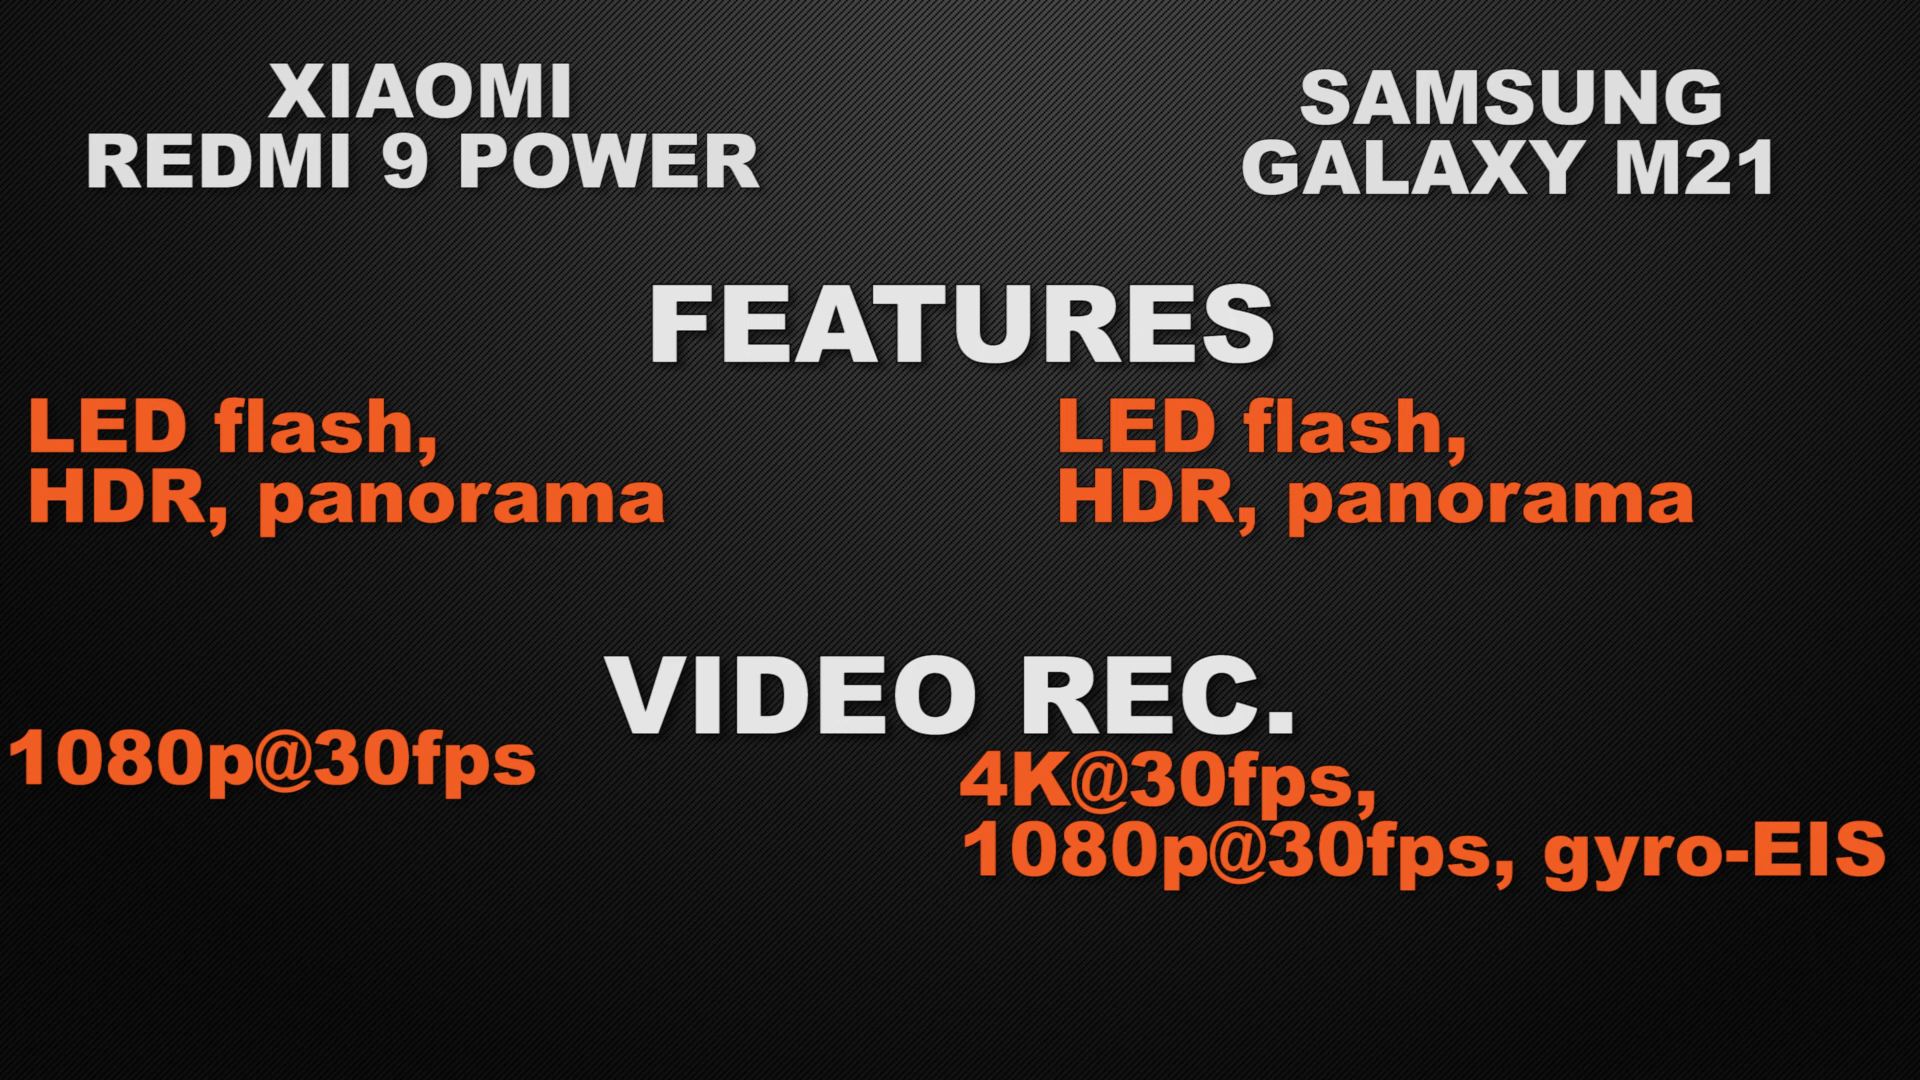 XIAOMI
REDMI 9 POWER
SAMSUNG
GALAXY M21
FEATURES
LED flash,
HDR, panorama
LED flash,
HDR, panorama
VIDEO REC.
1080p@30fps
4K@30fps,
1080p@30fps, gyro-EIS